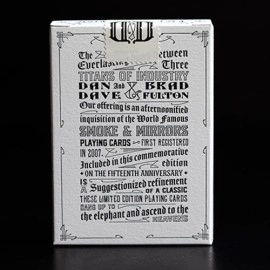 The between
Everlasting Three
TITANS OF INDUSTRY
DAN And BRAD
DAVE & FULTON
Our offering is an afternoonified
inquisition of the World Famous
SMOKE & MIRRORS
PLAYING CARDS FIRST REGISTERED
IN 2007.
Included in this commemorative
edition
ON THE FIFTEENTH ANNIVERSARY
IS A Suggestionized refinement
OF A CLASSIC
THESE LIMITED EDITION PLAYING CARDS
HANG UP TO
the elephant and ascend to the
HEAVENS